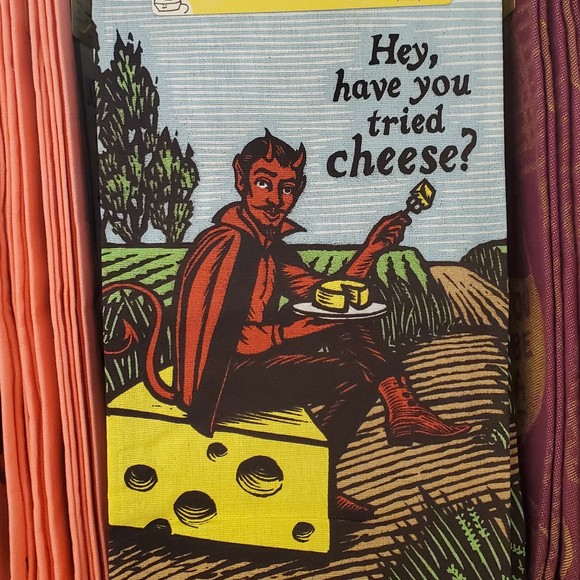 Hey,
have you
tried
cheese?